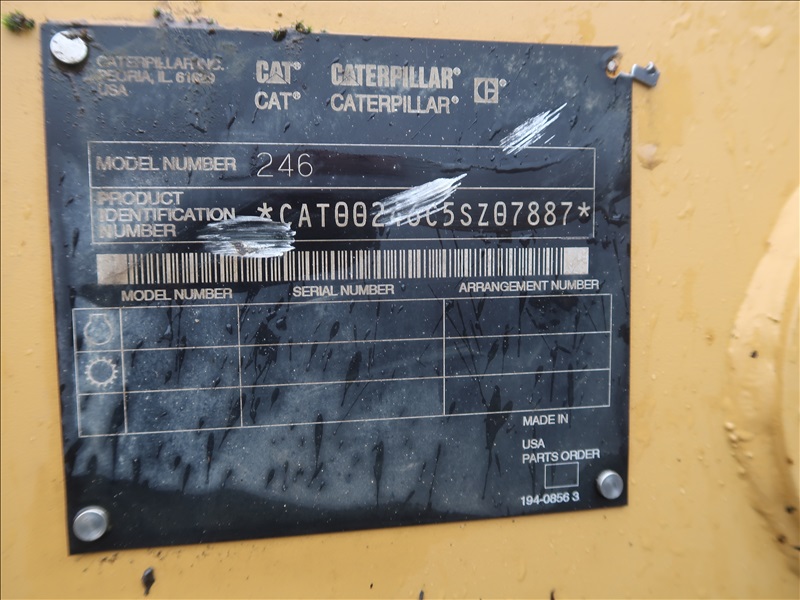 CATERPILLAR INC.
PEORIA, IL. 61629
USA
CAT® CATERPILLAR® ®
CAT® CATERPILLAR®
MODEL NUMBER 246
PRODUCT
IDENTIFICATION
NUMBER *CAT00246C5SZ07887*
MODEL NUMBER SERIAL NUMBER ARRANGEMENT NUMBER
MADE IN
USA
PARTS ORDER
194-0856 3